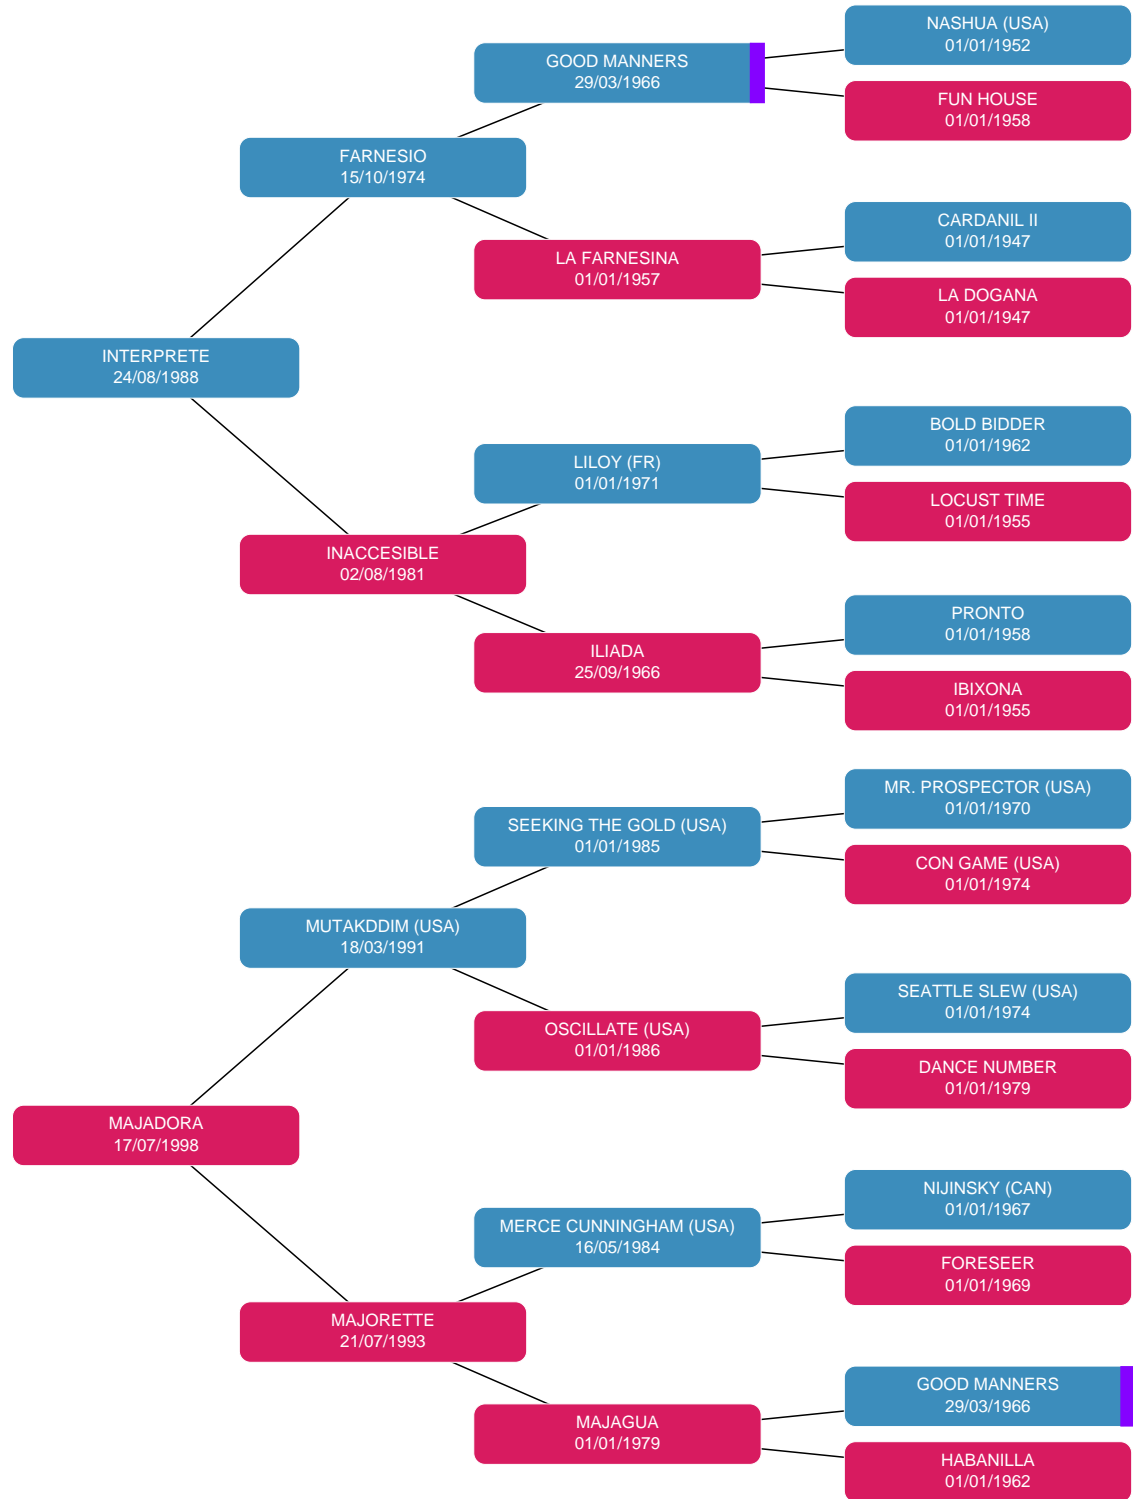 NASHUA (USA)
01/01/1952
GOOD MANNERS
29/03/1966
FUN HOUSE
01/01/1958
FARNESIO
15/10/1974
CARDANIL II
01/01/1947
LA FARNESINA
01/01/1957
LA DOGANA
01/01/1947
INTERPRETE
24/08/1988
BOLD BIDDER
01/01/1962
LILOY (FR)
01/01/1971
LOCUST TIME
01/01/1955
INACCESIBLE
02/08/1981
PRONTO
01/01/1958
ILIADA
25/09/1966
IBIXONA
01/01/1955
MR. PROSPECTOR (USA)
01/01/1970
SEEKING THE GOLD (USA)
01/01/1985
CON GAME (USA)
01/01/1974
MUTAKDDIM (USA)
18/03/1991
SEATTLE SLEW (USA)
01/01/1974
OSCILLATE (USA)
01/01/1986
DANCE NUMBER
01/01/1979
MAJADORA
17/07/1998
NIJINSKY (CAN)
01/01/1967
MERCE CUNNINGHAM (USA)
16/05/1984
FORESEER
01/01/1969
MAJORETTE
21/07/1993
GOOD MANNERS
29/03/1966
MAJAGUA
01/01/1979
HABANILLA
01/01/1962